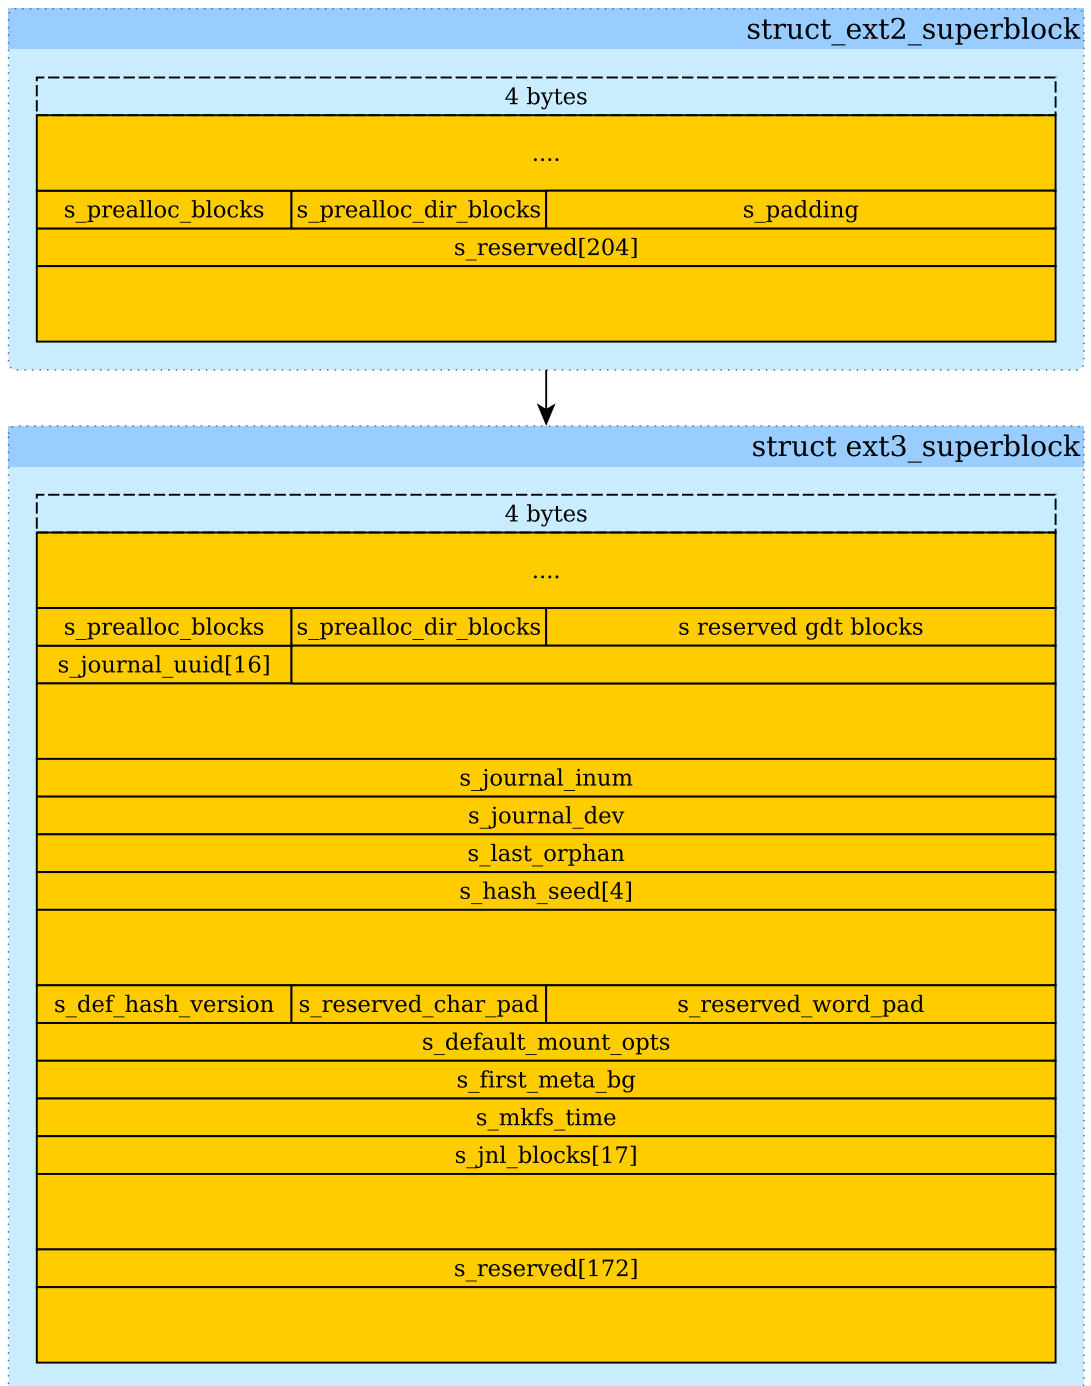 struct_ext2_superblock
4 bytes
....
s_prealloc_blocks s_prealloc_dir_blocks s_padding
s_reserved[204]
struct ext3_superblock
4 bytes
....
s_prealloc_blocks s_prealloc_dir_blocks s reserved gdt blocks
s_journal_uuid[16]
s_journal_inum
s_journal_dev
s_last_orphan
s_hash_seed[4]
s_def_hash_version s_reserved_char_pad s_reserved_word_pad
s_default_mount_opts
s_first_meta_bg
s_mkfs_time
s_jnl_blocks[17]
s_reserved[172]